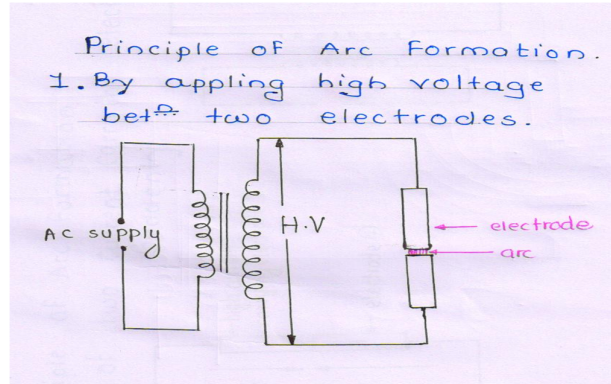 Principle of Arc Formation.
1. By appling high voltage
betn two electrodes.
AC supply
H.V
electrode
arc